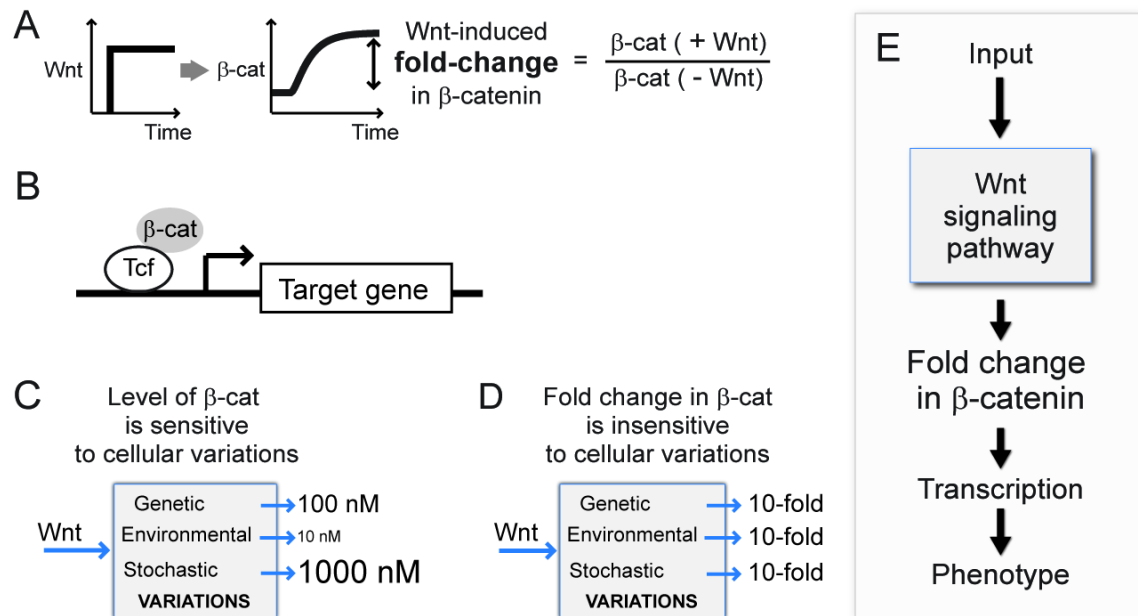 A
Wnt
Time
β-cat
Time
Wnt-induced
fold-change
in β-catenin
=
β-cat ( + Wnt)
β-cat ( - Wnt)
B
β-cat
Tcf
Target gene
C
Level of β-cat
is sensitive
to cellular variations
Wnt
Genetic
100 nM
Environmental
10 nM
Stochastic
1000 nM
VARIATIONS
D
Fold change in β-cat
is insensitive
to cellular variations
Wnt
Genetic
10-fold
Environmental
10-fold
Stochastic
10-fold
VARIATIONS
E
Input
Wnt
signaling
pathway
Fold change
in β-catenin
Transcription
Phenotype